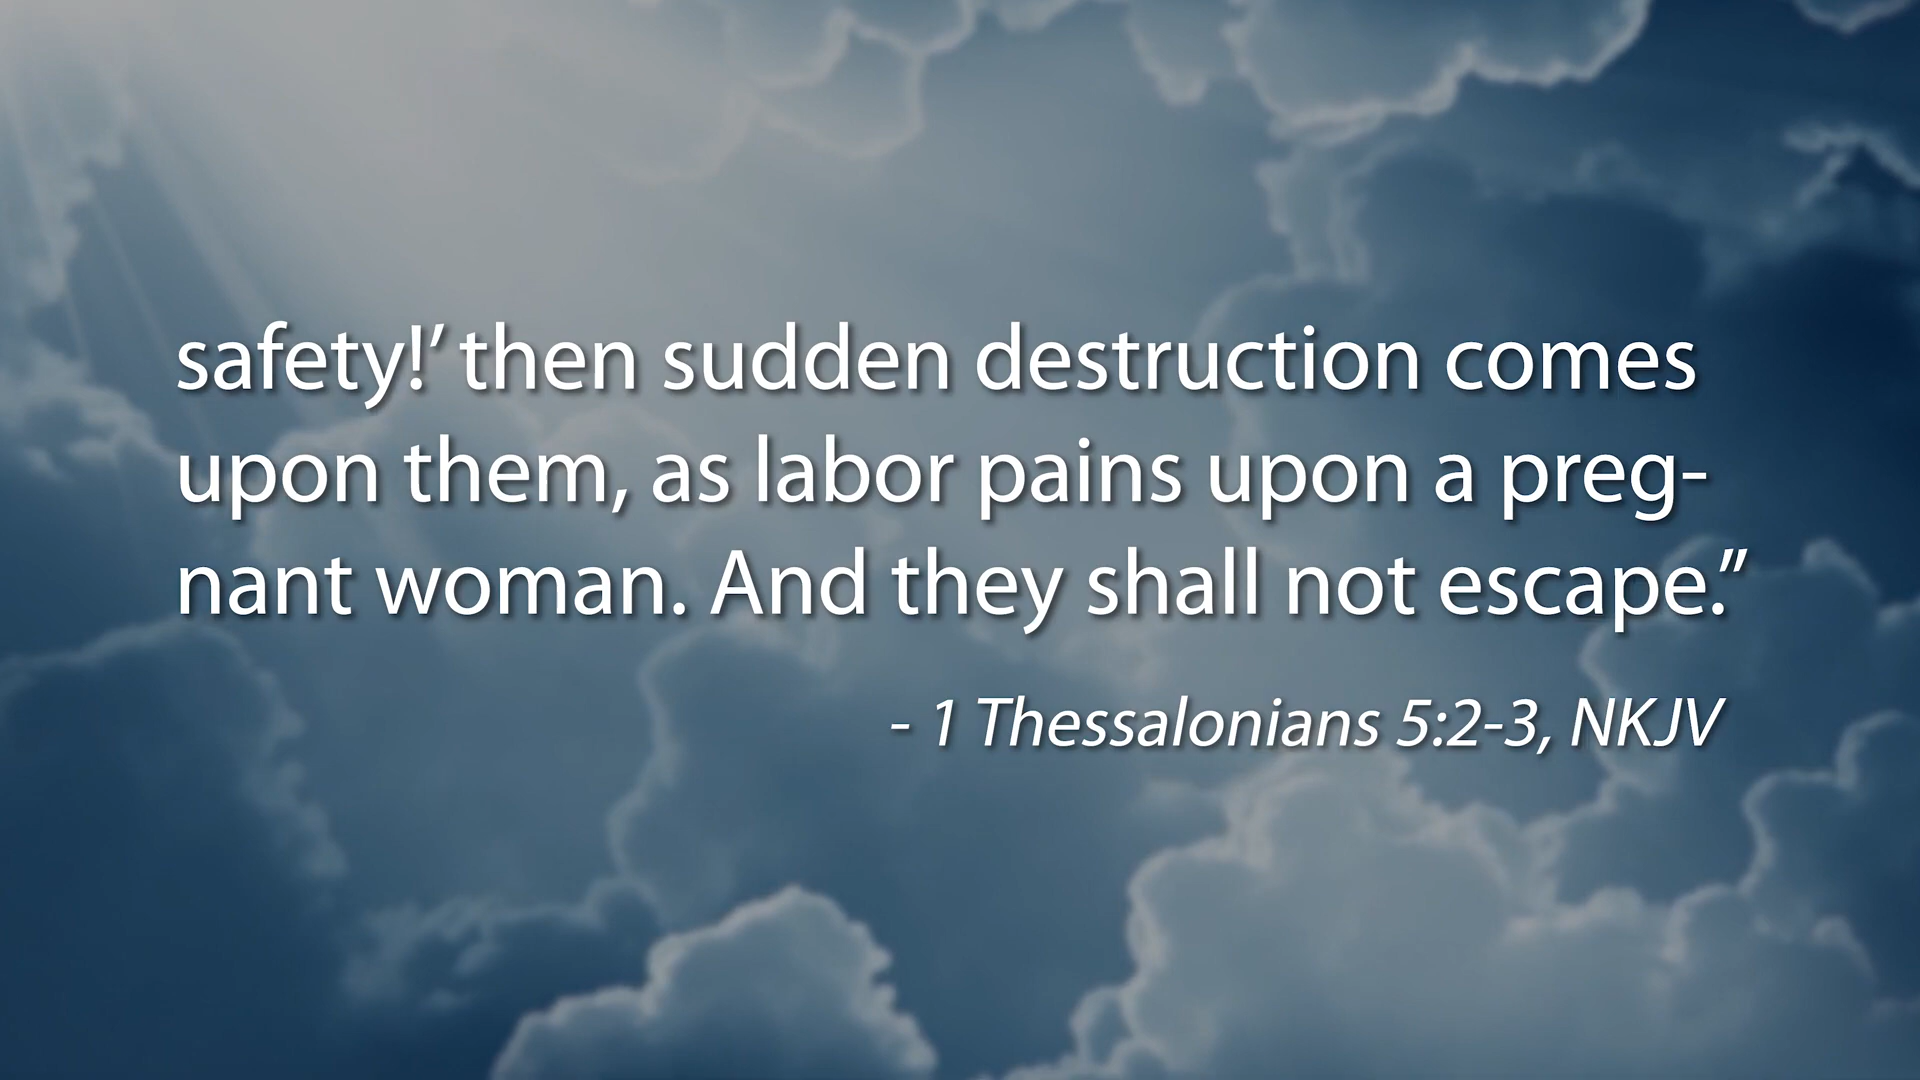 safety!’ then sudden destruction comes
upon them, as labor pains upon a preg-
nant woman. And they shall not escape.”
- 1 Thessalonians 5:2-3, NKJV